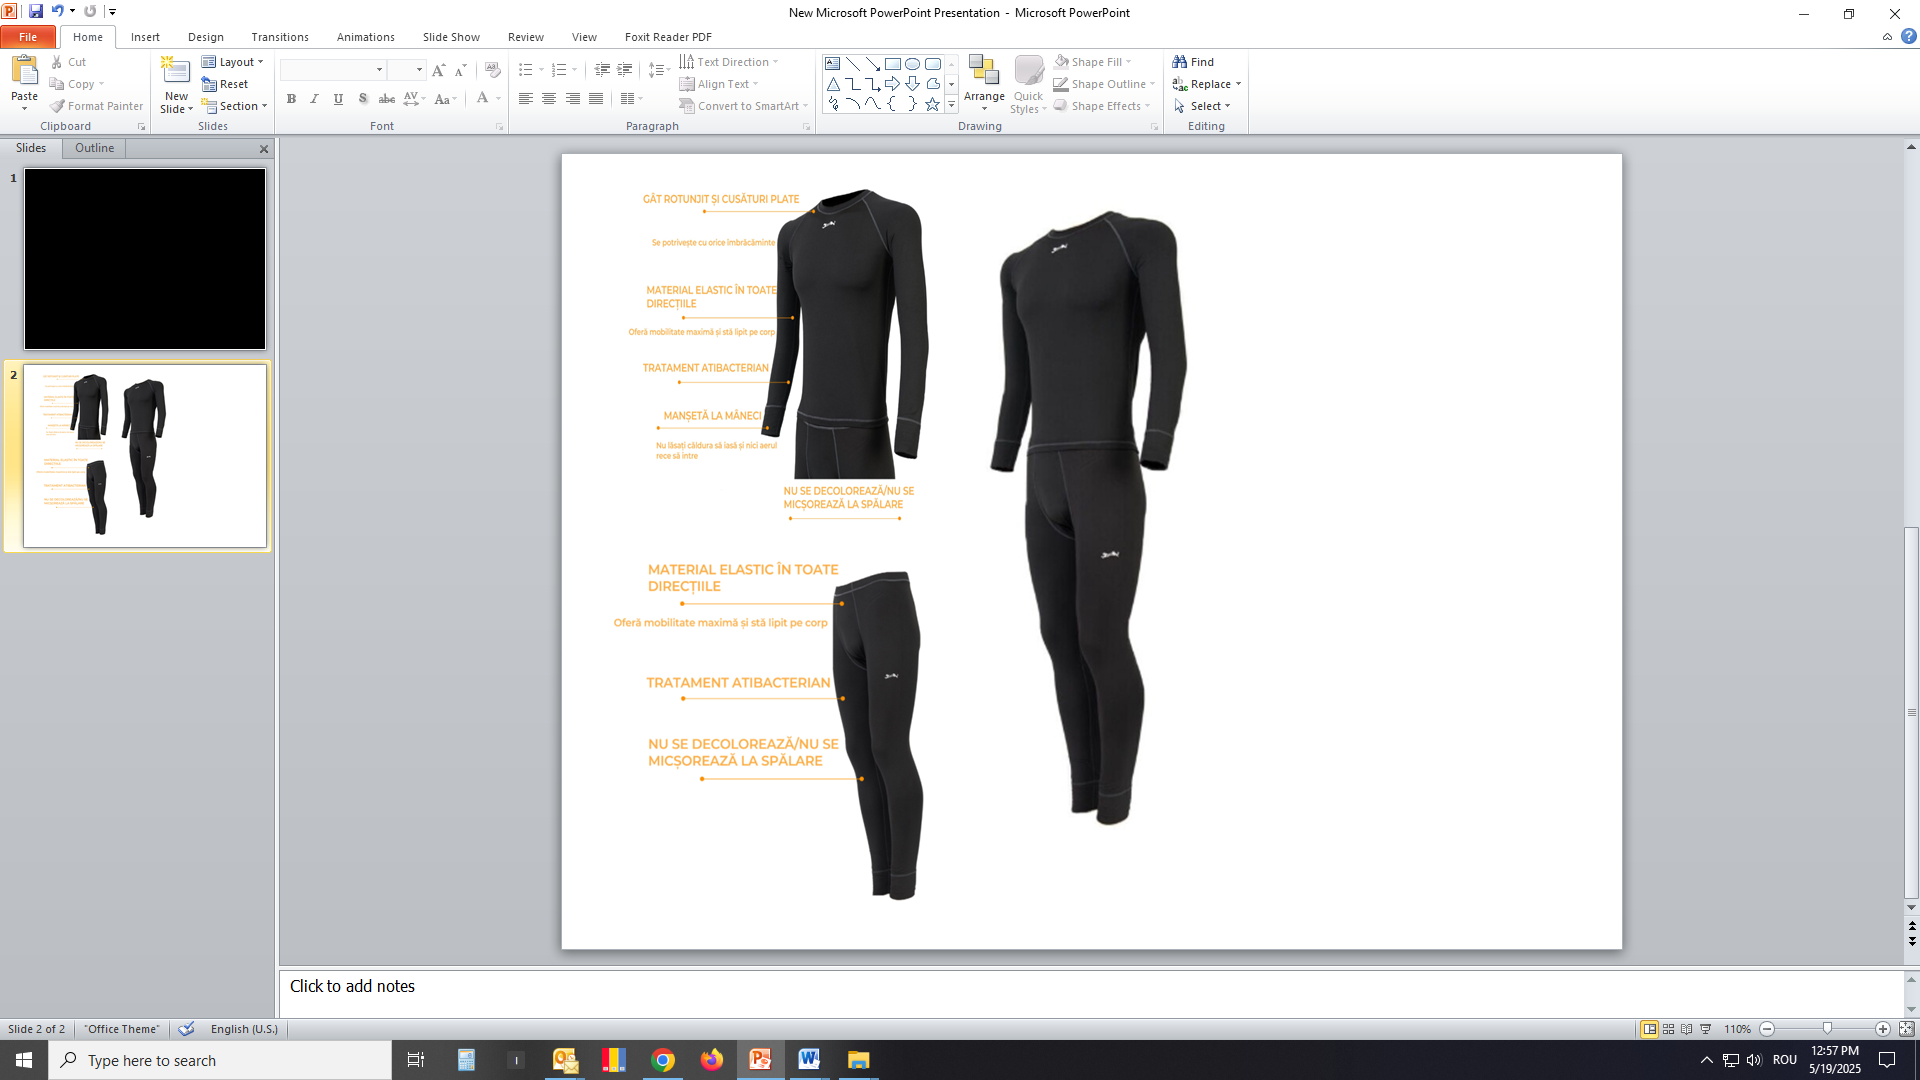 New Microsoft PowerPoint Presentation - Microsoft PowerPoint
File Home Insert Design Transitions Animations Slide Show Review View Foxit Reader PDF
Paste
Cut
Copy
Format Painter
Clipboard
New Slide
Layout
Reset
Section
Slides
Font
Text Direction
Align Text
Convert to SmartArt
Paragraph
Arrange
Quick Styles
Shape Fill
Shape Outline
Shape Effects
Drawing
Find
Replace
Select
Editing
Slides Outline
1
2
GÂT ROTUNJIT ȘI CUSĂTURI PLATE
Se potrivește cu orice îmbrăcăminte
MATERIAL ELASTIC ÎN TOATE
DIRECȚIILE
Oferă mobilitate maximă și stă lipit pe corp
TRATAMENT ATIBACTERIAN
MANȘETĂ LA MÂNECI
Nu lăsați căldura să iasă și nici aerul
rece să intre
NU SE DECOLOREAZĂ/NU SE
MICȘOREAZĂ LA SPĂLARE
MATERIAL ELASTIC ÎN TOATE
DIRECȚIILE
Oferă mobilitate maximă și stă lipit pe corp
TRATAMENT ATIBACTERIAN
NU SE DECOLOREAZĂ/NU SE
MICȘOREAZĂ LA SPĂLARE
Click to add notes
Slide 2 of 2 "Office Theme" English (U.S.) 110%
Type here to search
ROU
12:57 PM
5/19/2025